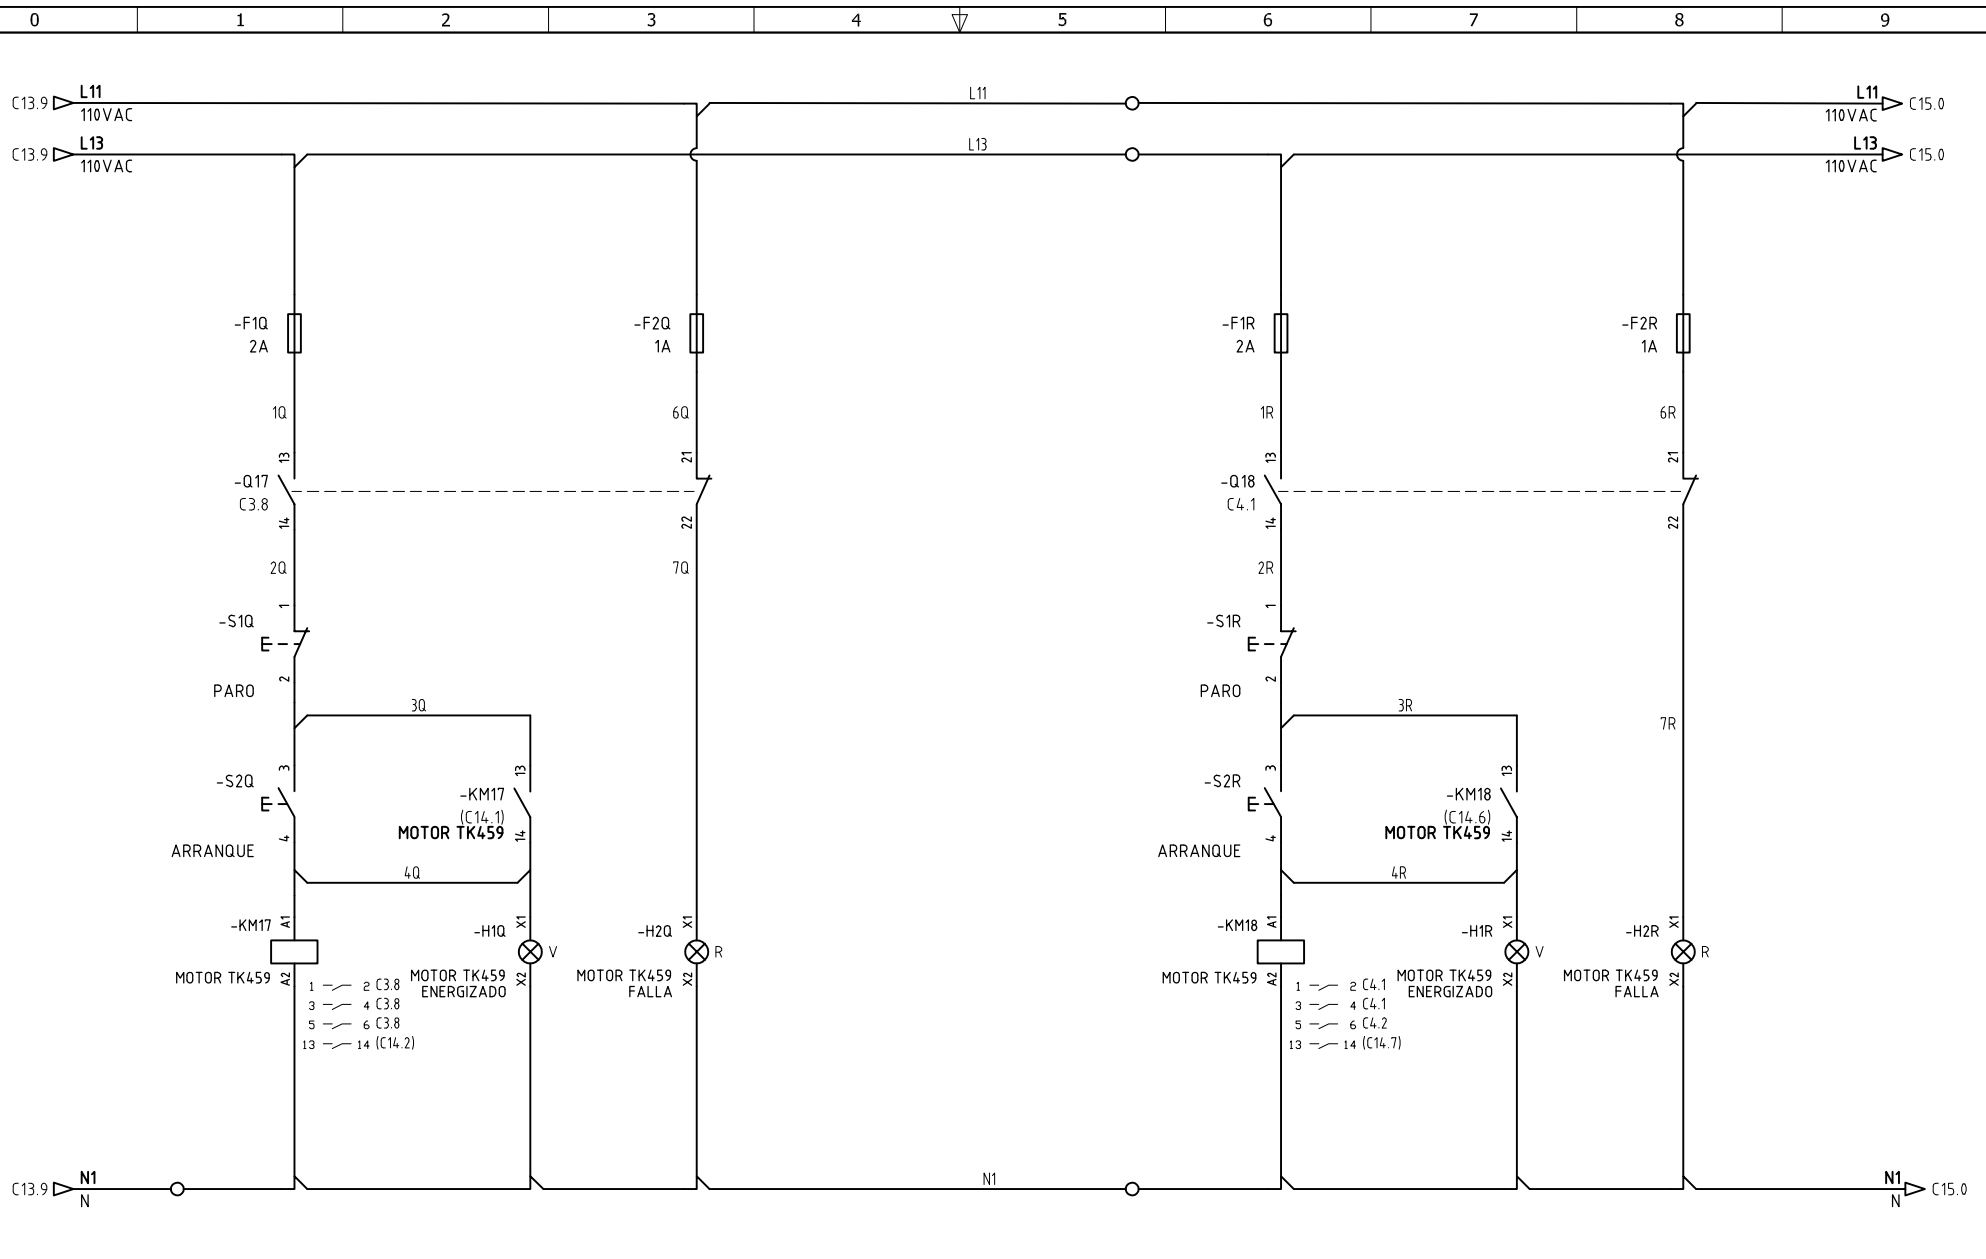 0 1 2 3 4 5 6 7 8 9
C13.9 L11 L11 L11 C15.0
110VAC 110VAC
C13.9 L13 L13 L13 C15.0
110VAC 110VAC
-F1Q -F2Q -F1R -F2R
2A 1A 2A 1A
1Q 6Q 1R 6R
13 21 13 21
-Q17 -Q18
C3.8 C4.1
14 22 14 22
2Q 7Q 2R
1 1
-S1Q -S1R
2 2
PARO PARO
3Q 3R
7R
3 13 3 13
-S2Q -S2R
-KM17 -KM18
(C14.1) (C14.6)
MOTOR TK459 MOTOR TK459
4 14 4 14
ARRANQUE ARRANQUE
4Q 4R
A1 X1 X1 A1 X1 X1
-KM17 -H1Q -H2Q -KM18 -H1R -H2R
V R V R
MOTOR TK459 MOTOR TK459 MOTOR TK459 MOTOR TK459 MOTOR TK459 MOTOR TK459
A2 X2 X2 A2 X2 X2
ENERGIZADO FALLA ENERGIZADO FALLA
1 2 C3.8 1 2 C4.1
3 4 C3.8 3 4 C4.1
5 6 C3.8 5 6 C4.2
13 14 (C14.2) 13 14 (C14.7)
C13.9 N1 N1 N1 C15.0
N N